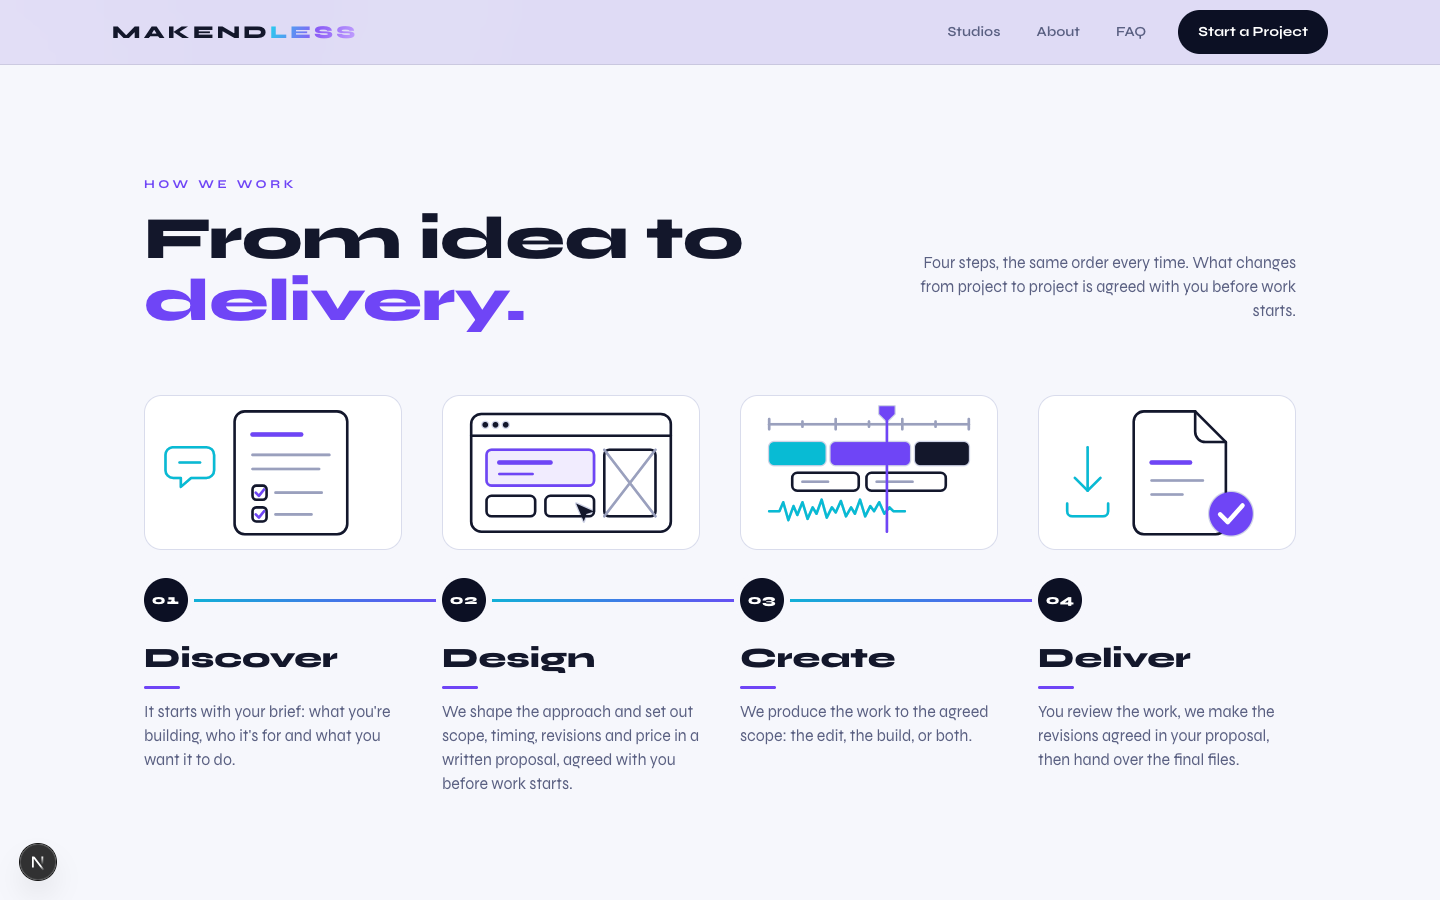 MAKENDLESS
Studios
About
FAQ
Start a Project
HOW WE WORK
From idea to
delivery.
Four steps, the same order every time. What changes
from project to project is agreed with you before work
starts.
01
02
03
04
Discover
It starts with your brief: what you're
building, who it's for and what you
want it to do.
Design
We shape the approach and set out
scope, timing, revisions and price in a
written proposal, agreed with you
before work starts.
Create
We produce the work to the agreed
scope: the edit, the build, or both.
Deliver
You review the work, we make the
revisions agreed in your proposal,
then hand over the final files.
N